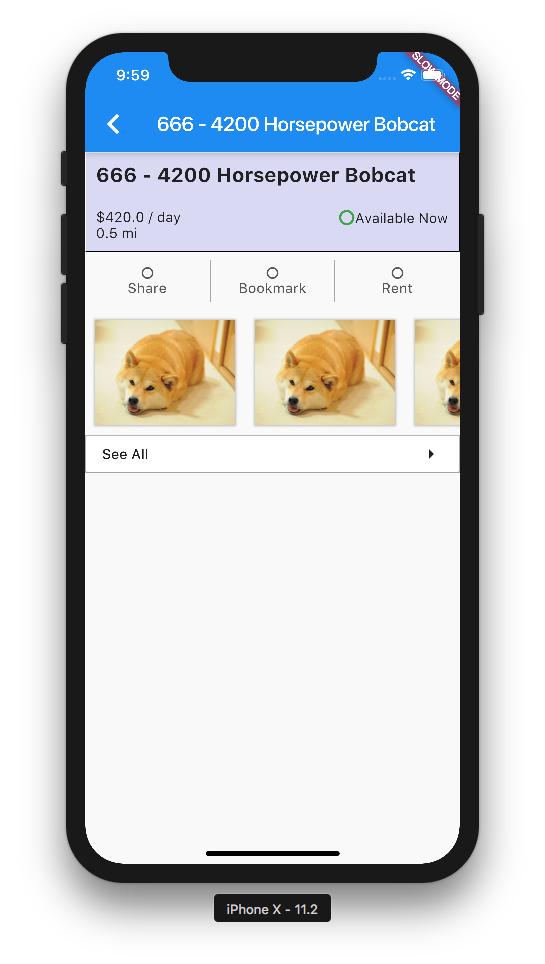 9:59
SLOW MODE
666 - 4200 Horsepower Bobcat
666 - 4200 Horsepower Bobcat
$420.0 / day
Available Now
0.5 mi
Share
Bookmark
Rent
See All
iPhone X - 11.2